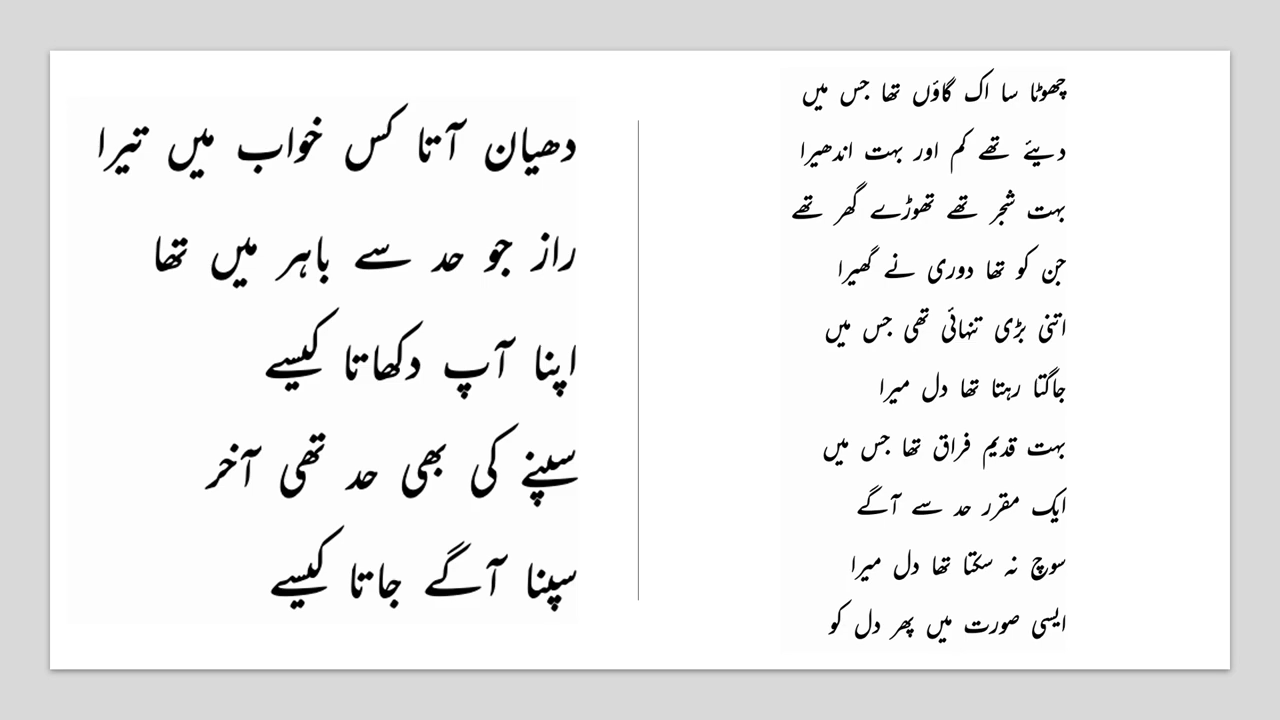 چھوٹا سا اک گاؤں تھا جس میں
دیئے تھے کم اور بہت اندھیرا
بہت شجر تھے تھوڑے گھر تھے
جن کو تھا دوری نے گھیرا
اتنی بڑی تنہائی تھی جس میں
جاگتا رہتا تھا دل میرا
بہت قدیم فراق تھا جس میں
ایک مقرر حد سے آگے
سوچ نہ سکتا تھا دل میرا
ایسی صورت میں پھر دل کو
دھیان آتا کس خواب میں تیرا
راز جو حد سے باہر میں تھا
اپنا آپ دکھاتا کیسے
سپنے کی بھی حد تھی آخر
سپنا آگے جاتا کیسے